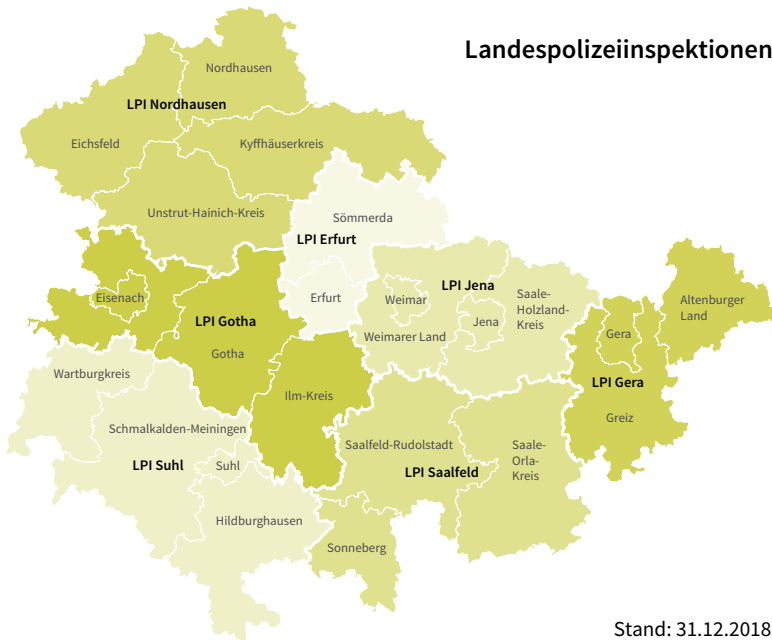 Landespolizeiinspektionen
Nordhausen
LPI Nordhausen
Eichsfeld
Kyffhäuserkreis
Unstrut-Hainich-Kreis
Sömmerda
LPI Erfurt
Erfurt
Eisenach
LPI Gotha
Gotha
LPI Jena
Weimar
Jena
Weimarer Land
Saale-
Holzland-
Kreis
Altenburger
Land
Gera
LPI Gera
Greiz
Wartburgkreis
Ilm-Kreis
Schmalkalden-Meiningen
LPI Suhl
Suhl
Hildburghausen
Saalfeld-Rudolstadt
LPI Saalfeld
Saale-
Orla-
Kreis
Sonneberg
Stand: 31.12.2018